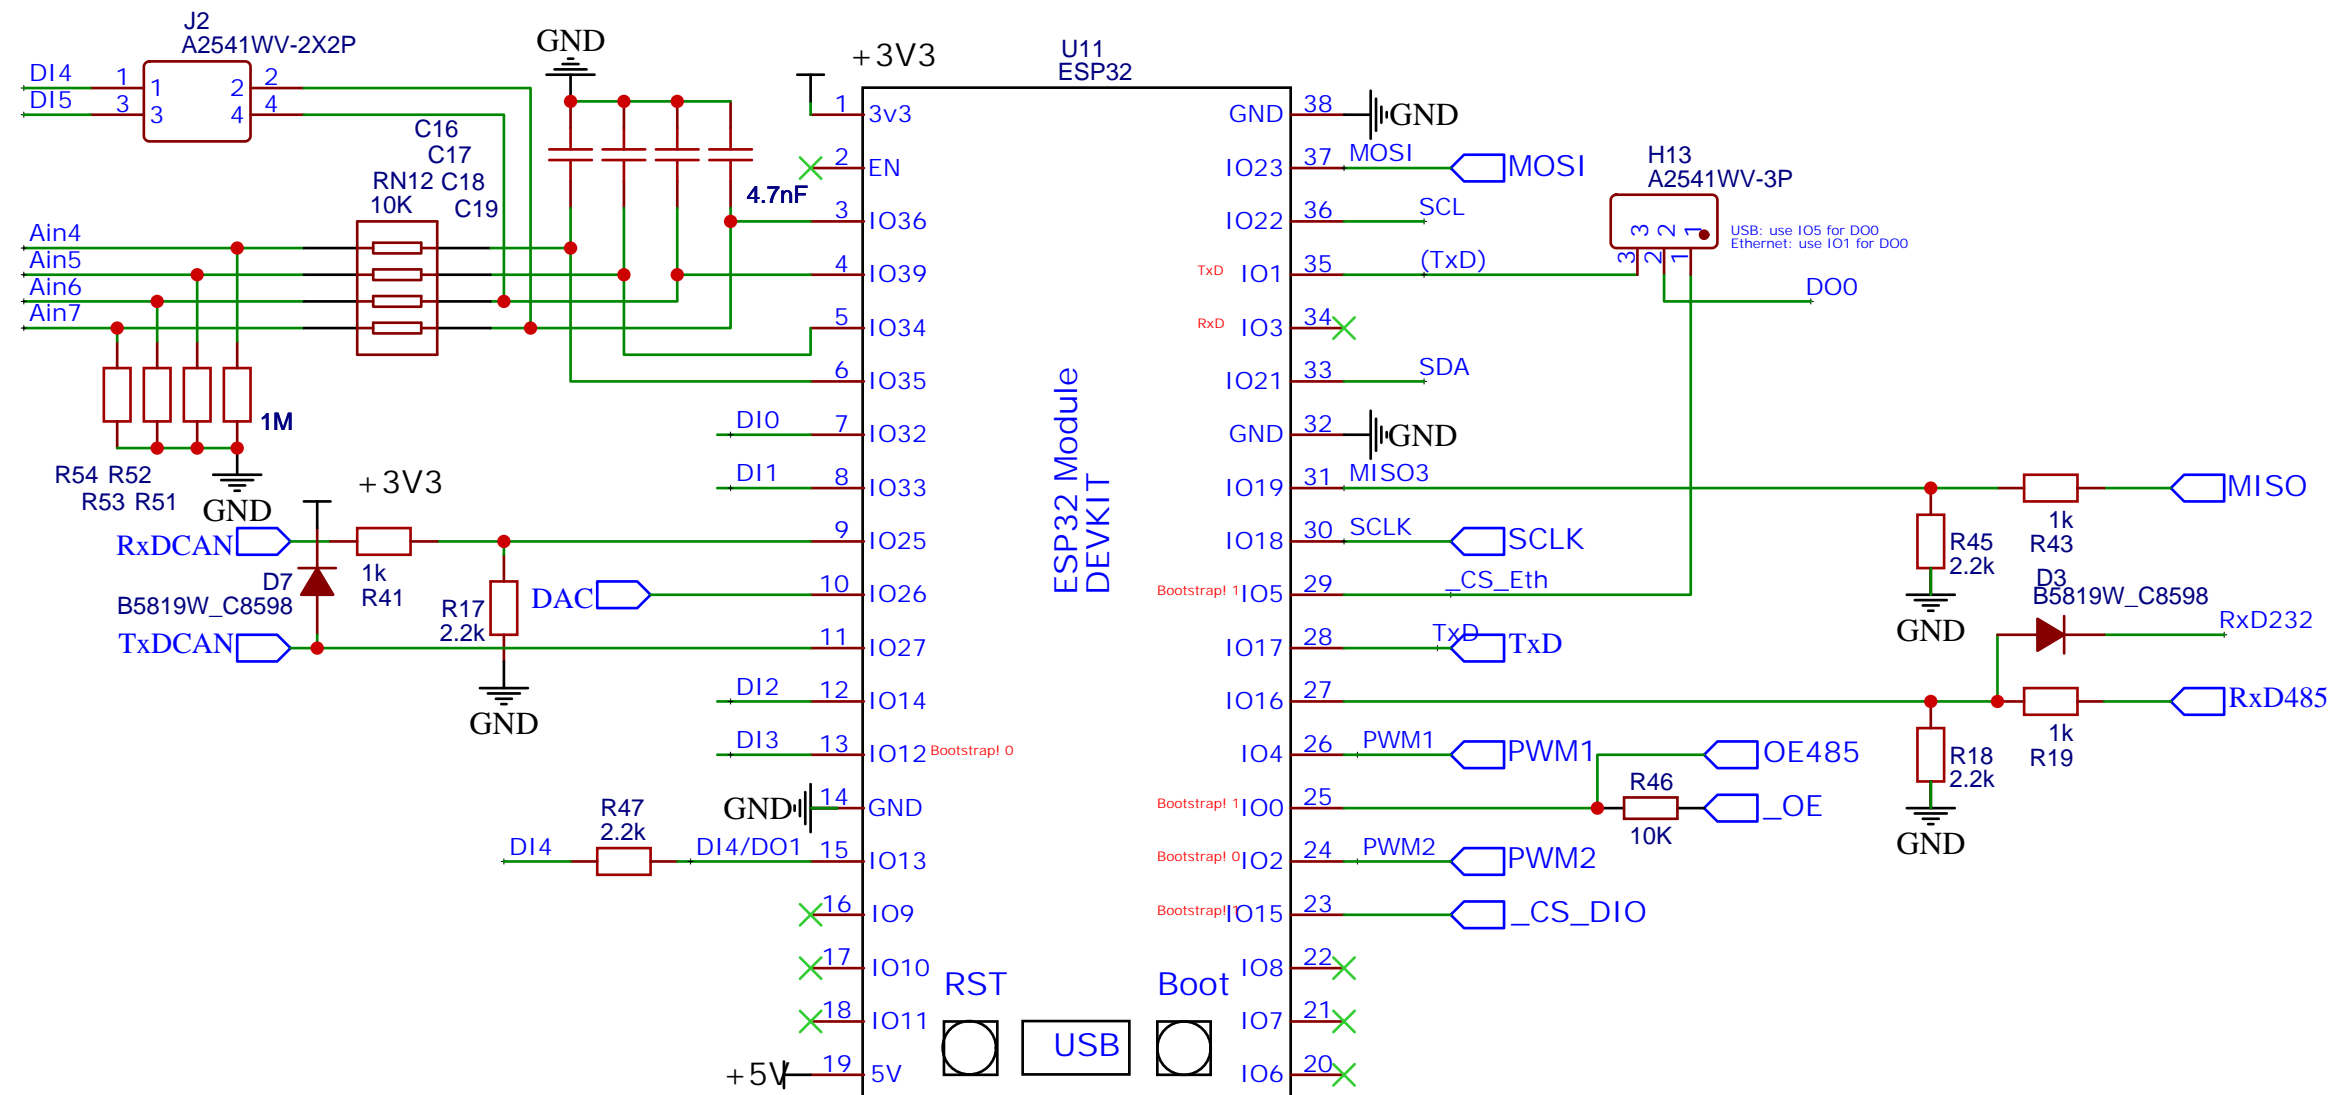 J2
A2541WV-2X2P
DI4
DI5
1
3
1
3
2
4
2
4
GND
C16
C17
C18
C19
RN12
10K
4.7nF
Ain4
Ain5
Ain6
Ain7
1M
R54 R52
R53 R51
GND
+3V3
RxDCAN
1k
R41
D7
B5819W_C8598
TxDCAN
R17
2.2k
GND
DAC
DI0
DI1
DI2
DI3
GND
R47
2.2k
DI4
DI4/DO1
+5V
+3V3
U11
ESP32
ESP32 Module
DEVKIT
1 3v3
2 EN
3 IO36
4 IO39
5 IO34
6 IO35
7 IO32
8 IO33
9 IO25
10 IO26
11 IO27
12 IO14
13 IO12 Bootstrap! 0
14 GND
15 IO13
16 IO9
17 IO10
18 IO11
19 5V
RST
USB
Boot
GND 38 GND
IO23 37 MOSI MOSI
IO22 36 SCL
TxD IO1 35 (TxD)
RxD IO3 34
IO21 33 SDA
GND 32 GND
IO19 31 MISO3
IO18 30 SCLK SCLK
Bootstrap! 1 IO5 29 _CS_Eth
IO17 28 TxD TxD
IO16 27
IO4 26 PWM1 PWM1
Bootstrap! 1 IO0 25
Bootstrap! 0 IO2 24 PWM2 PWM2
Bootstrap! 1 IO15 23 _CS_DIO
IO8 22
IO7 21
IO6 20
H13
A2541WV-3P
3 2 1
3 2 1
USB: use IO5 for DO0
Ethernet: use IO1 for DO0
DO0
MISO
1k
R43
R45
2.2k
GND
D3
B5819W_C8598
RxD232
RxD485
1k
R19
R18
2.2k
GND
OE485
R46
10K
_OE